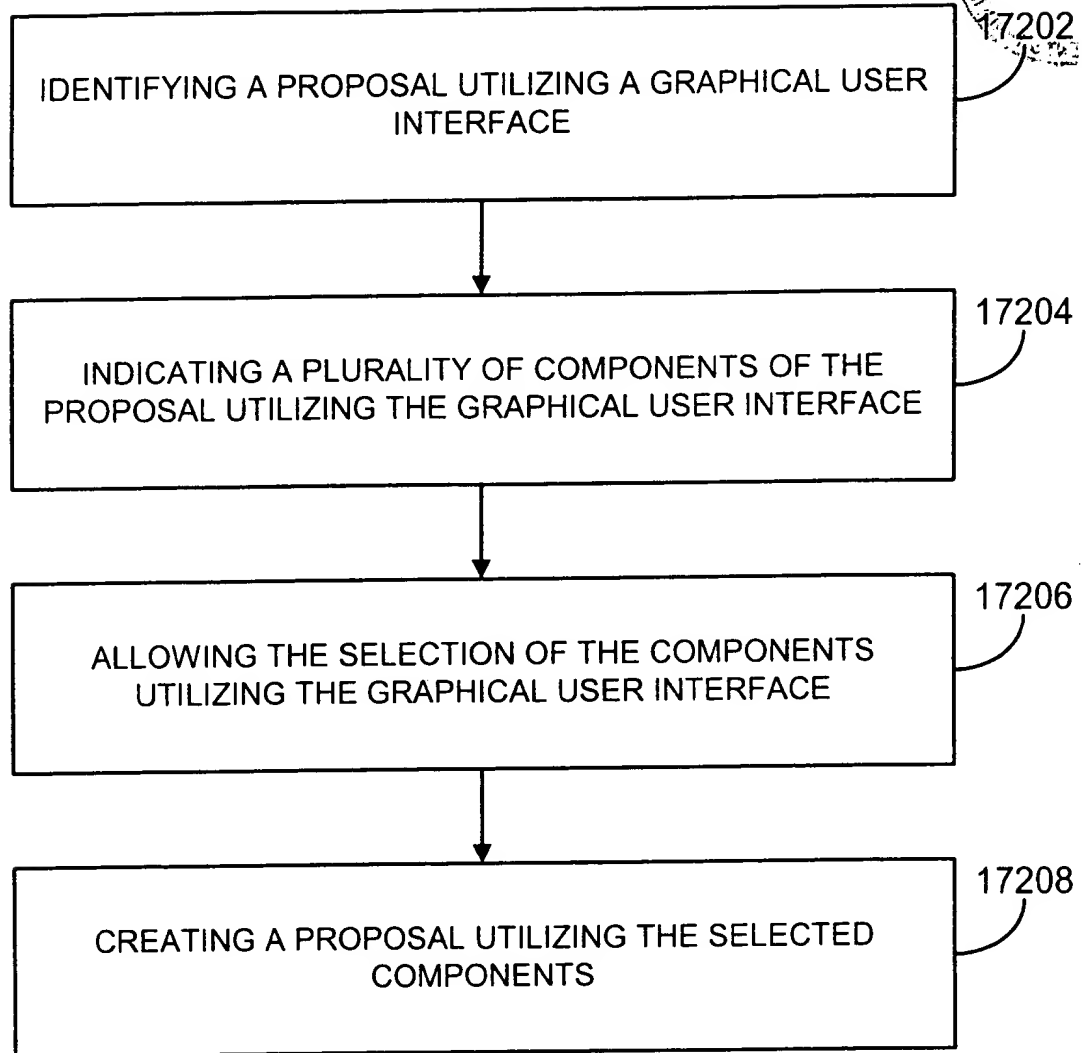 17202
IDENTIFYING A PROPOSAL UTILIZING A GRAPHICAL USER
INTERFACE
17204
INDICATING A PLURALITY OF COMPONENTS OF THE
PROPOSAL UTILIZING THE GRAPHICAL USER INTERFACE
17206
ALLOWING THE SELECTION OF THE COMPONENTS
UTILIZING THE GRAPHICAL USER INTERFACE
17208
CREATING A PROPOSAL UTILIZING THE SELECTED
COMPONENTS